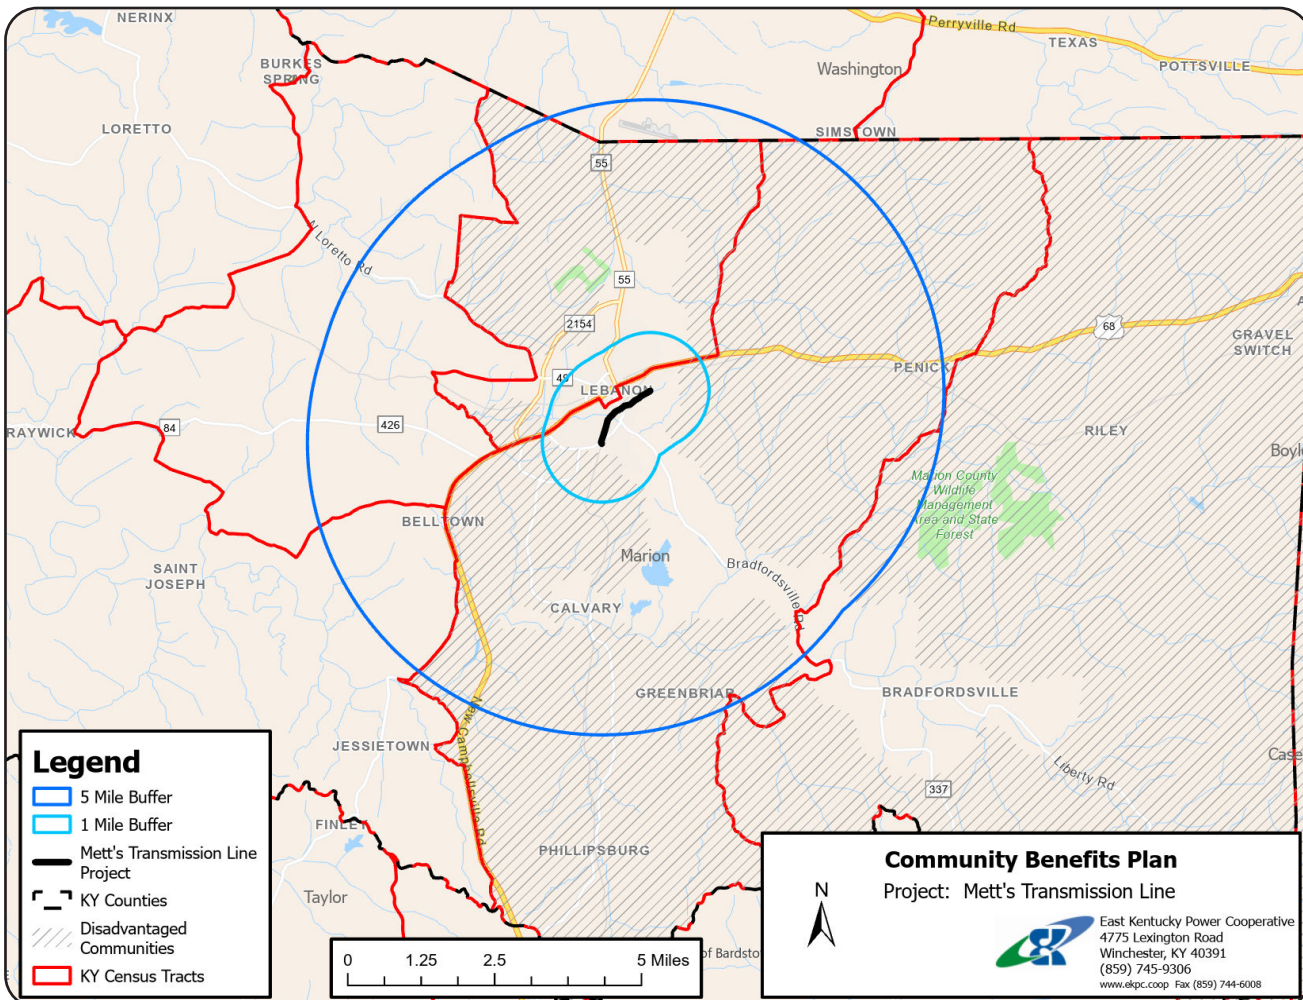 NERINX
Perryville Rd
TEXAS
BURKES
SPRING
Washington
POTTSVILLE
LORETTO
SIMSTOWN
55
N Loretto Rd
55
2154
68
GRAVEL
SWITCH
PENICK
49
LEBANON
84
426
RAYWICK
RILEY
Boyl
Marion County
Wildlife
Management
Area and State
Forest
BELLTOWN
Marion
SAINT
JOSEPH
Bradfordsville Rd
CALVARY
GREENBRIAR
BRADFORDSVILLE
New Campbellsville Rd
JESSIETOWN
Case
Liberty Rd
337
FINLEY
PHILLIPSBURG
Taylor
of Bardsto
Legend
5 Mile Buffer
1 Mile Buffer
Mett's Transmission Line
Project
KY Counties
Disadvantaged
Communities
KY Census Tracts
0 1.25 2.5 5 Miles
Community Benefits Plan
Project: Mett's Transmission Line
N
East Kentucky Power Cooperative
4775 Lexington Road
Winchester, KY 40391
(859) 745-9306
www.ekpc.coop Fax (859) 744-6008